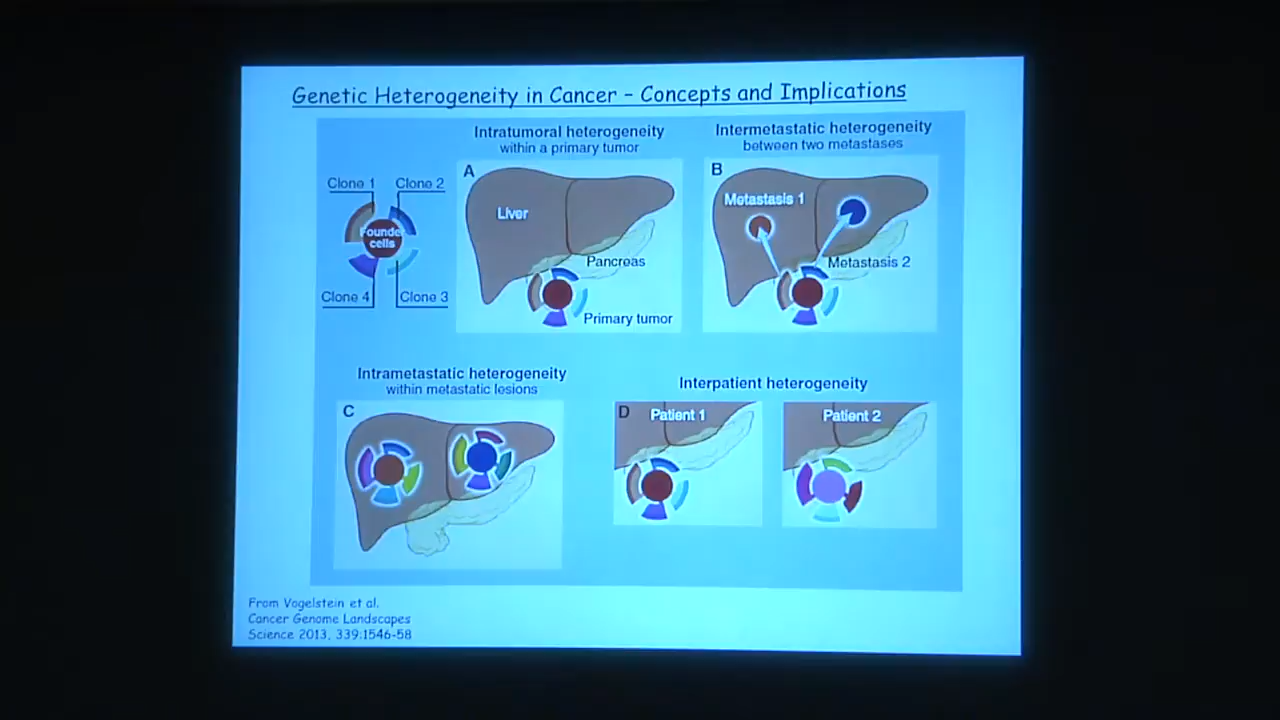 Genetic Heterogeneity in Cancer – Concepts and Implications
Intratumoral heterogeneity
within a primary tumor
Intermetastatic heterogeneity
between two metastases
Clone 1
Clone 2
Founder
cells
Clone 4
Clone 3
A
Liver
Pancreas
Primary tumor
B
Metastasis 1
Metastasis 2
Intrametastatic heterogeneity
within metastatic lesions
Interpatient heterogeneity
C
D
Patient 1
Patient 2
From Vogelstein et al.
Cancer Genome Landscapes
Science 2013, 339:1546-58